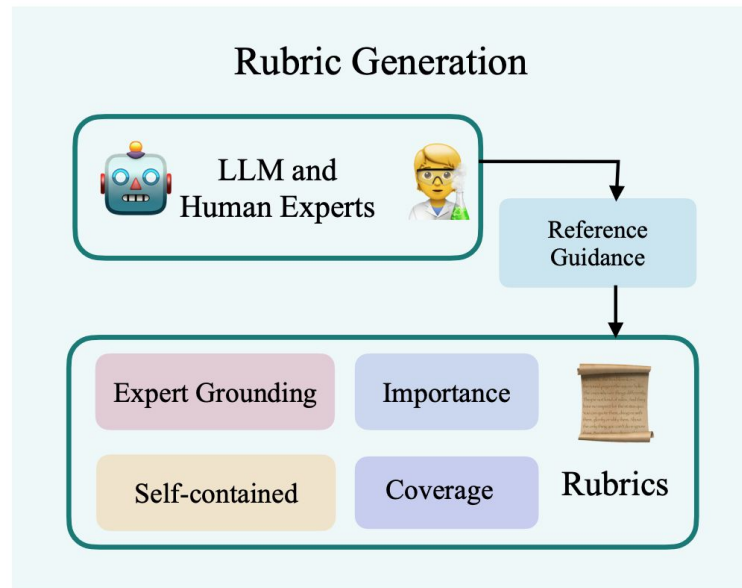 Rubric Generation
LLM and
Human Experts
Reference
Guidance
Expert Grounding
Importance
Self-contained
Coverage
Rubrics